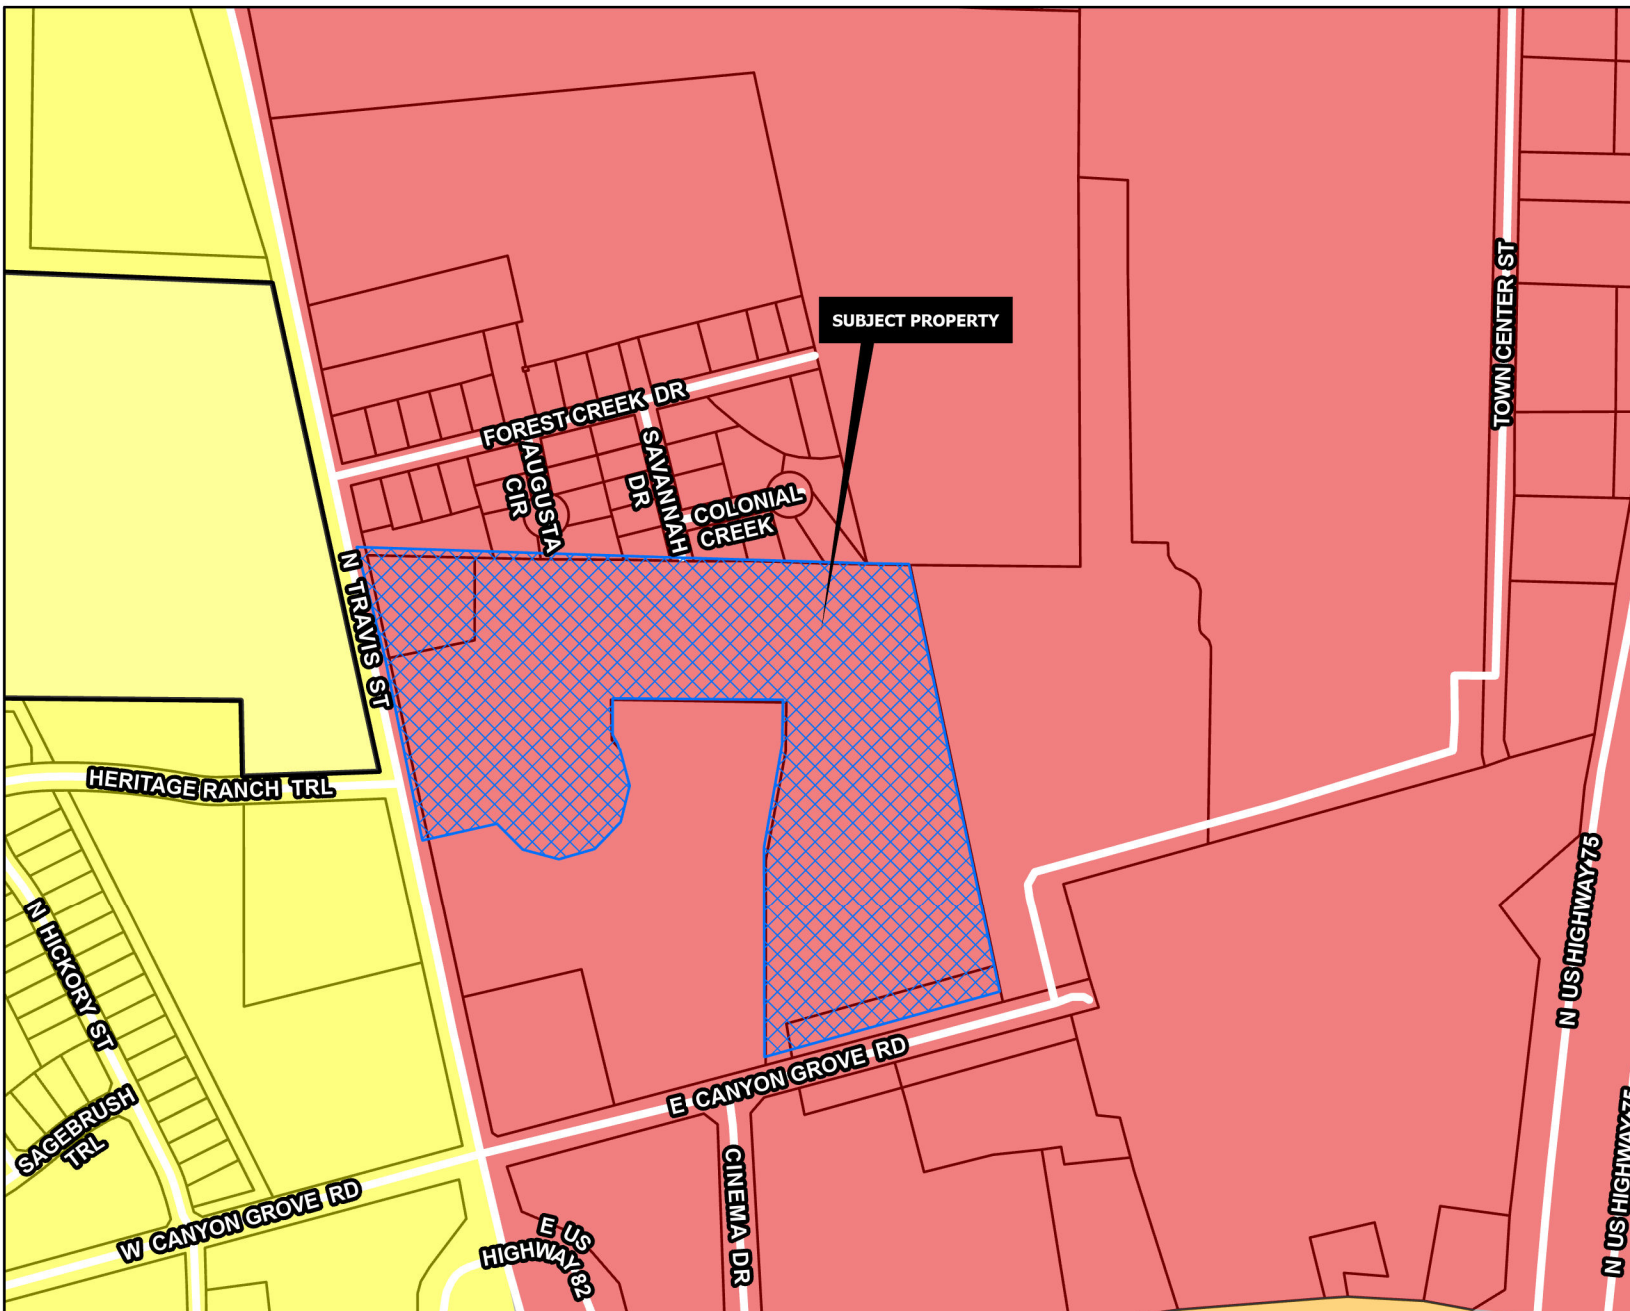 SUBJECT PROPERTY
TOWN CENTER ST
FOREST CREEK DR
AUGUSTA
CIR
SAVANNAH
DR
COLONIAL
CREEK
N TRAVIS ST
HERITAGE RANCH TRL
N HICKORY ST
SAGEBRUSH
TRL
W CANYON GROVE RD
E CANYON GROVE RD
CINEMA DR
E US
HIGHWAY 82
N US HIGHWAY 75
N US HIGHWAY 75